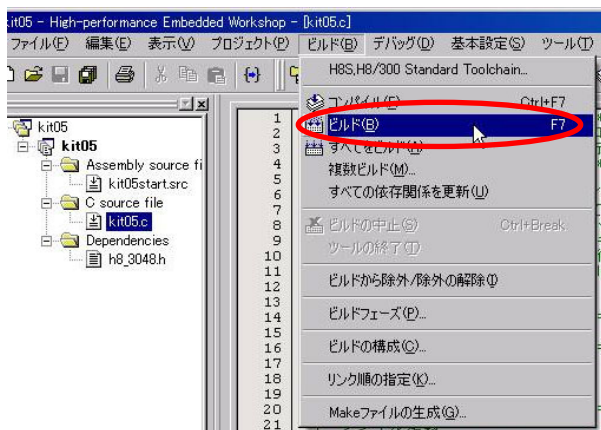 kit05 - High-performance Embedded Workshop - [kit05.c]
ファイル(F) 編集(E) 表示(V) プロジェクト(P) ビルド(B) デバッグ(D) 基本設定(S) ツール(T)
H8S,H8/300 Standard Toolchain...
コンパイル(F) Ctrl+F7
ビルド(B) F7
すべてをビルド(A)
複数ビルド(M)...
すべての依存関係を更新(U)
ビルドの中止(S) Ctrl+Break
ツールの終了(T)
ビルドから除外/除外の解除(I)
ビルドフェーズ(P)...
ビルドの構成(C)...
リンク順の指定(K)...
Makeファイルの生成(G)...
kit05
kit05
Assembly source fi
kit05start.src
C source file
kit05.c
Dependencies
h8_3048.h
1
2
3
4
5
6
7
8
9
10
11
12
13
14
15
16
17
18
19
20
21